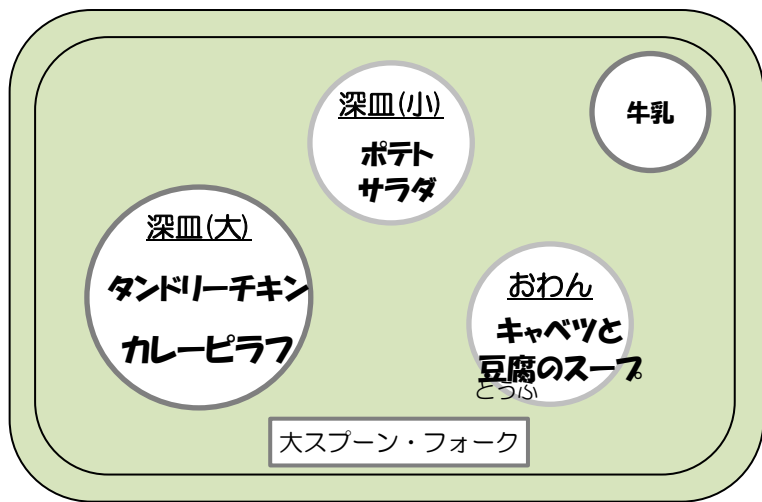 深皿(小)
ポテト
サラダ
牛乳
深皿(大)
タンドリーチキン
カレーピラフ
おわん
キャベツと
豆腐のスープ
とうふ
大スプーン・フォーク